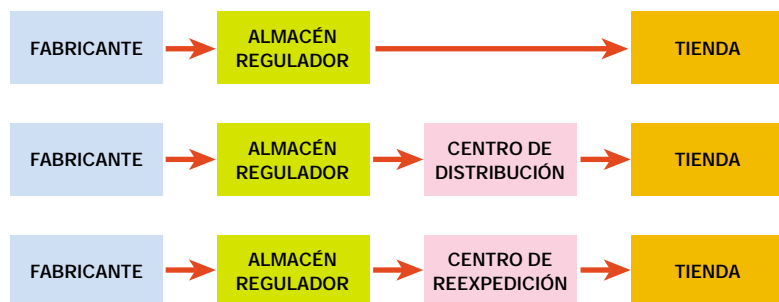 FABRICANTE
ALMACÉN
REGULADOR
TIENDA
FABRICANTE
ALMACÉN
REGULADOR
CENTRO DE
DISTRIBUCIÓN
TIENDA
FABRICANTE
ALMACÉN
REGULADOR
CENTRO DE
REEXPEDICIÓN
TIENDA